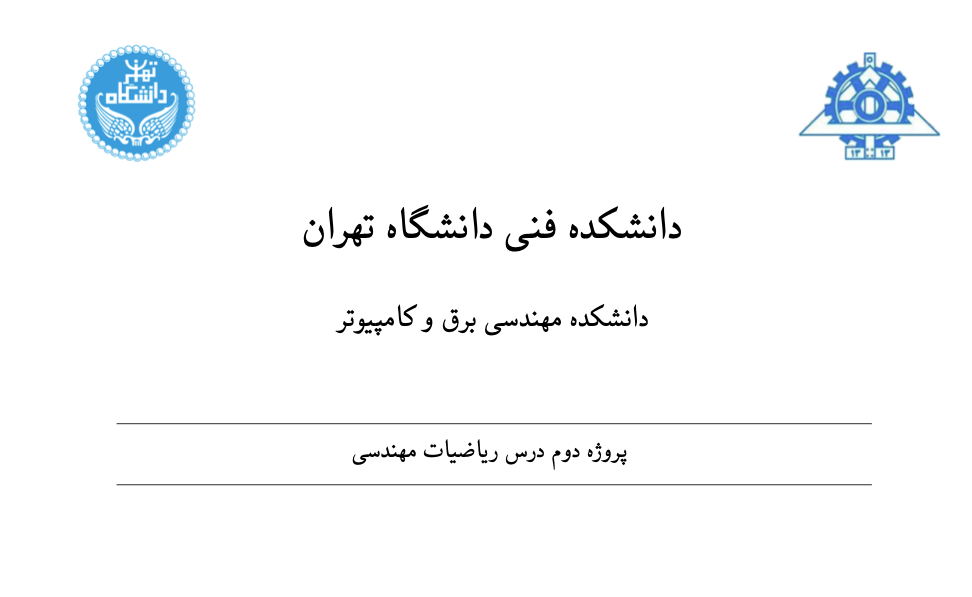 دانشگاه تهران
۱۳ ۱۳
دانشکده فنی دانشگاه تهران
دانشکده مهندسی برق و کامپیوتر
پروژه دوم درس ریاضیات مهندسی